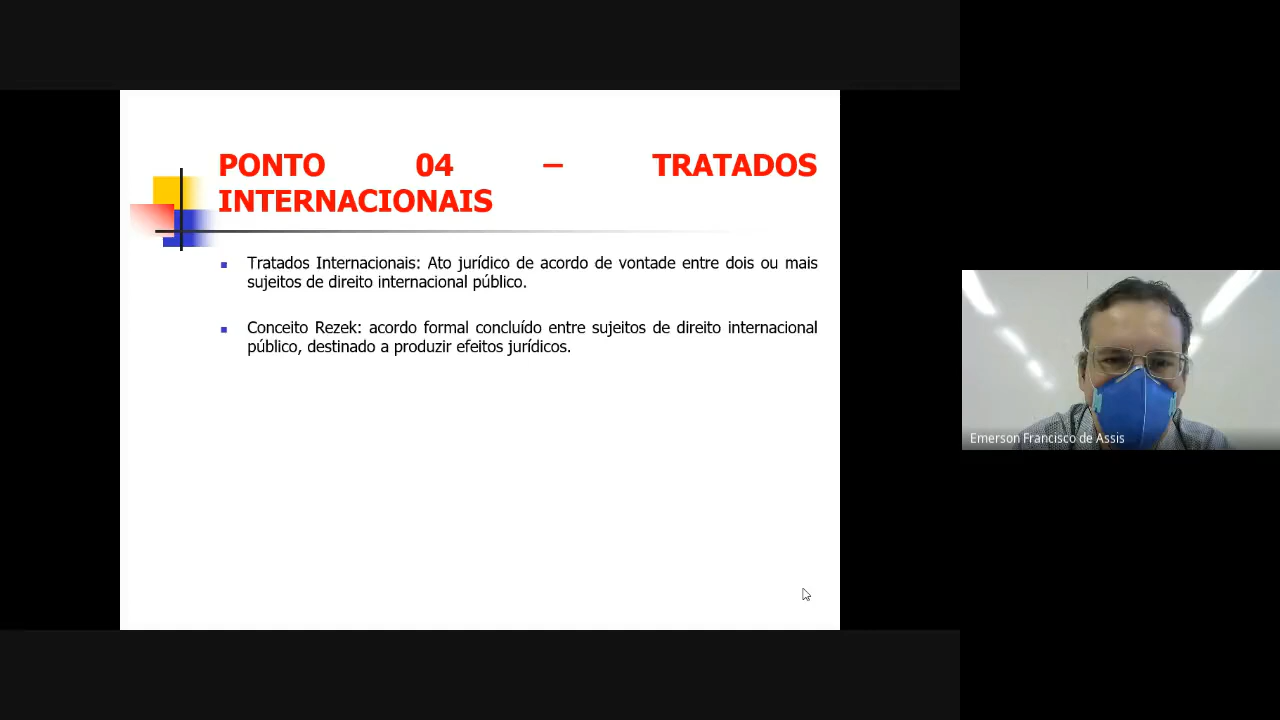 PONTO 04 – TRATADOS
INTERNACIONAIS
Tratados Internacionais: Ato jurídico de acordo de vontade entre dois ou mais
sujeitos de direito internacional público.
Conceito Rezek: acordo formal concluído entre sujeitos de direito internacional
público, destinado a produzir efeitos jurídicos.
Emerson Francisco de Assis